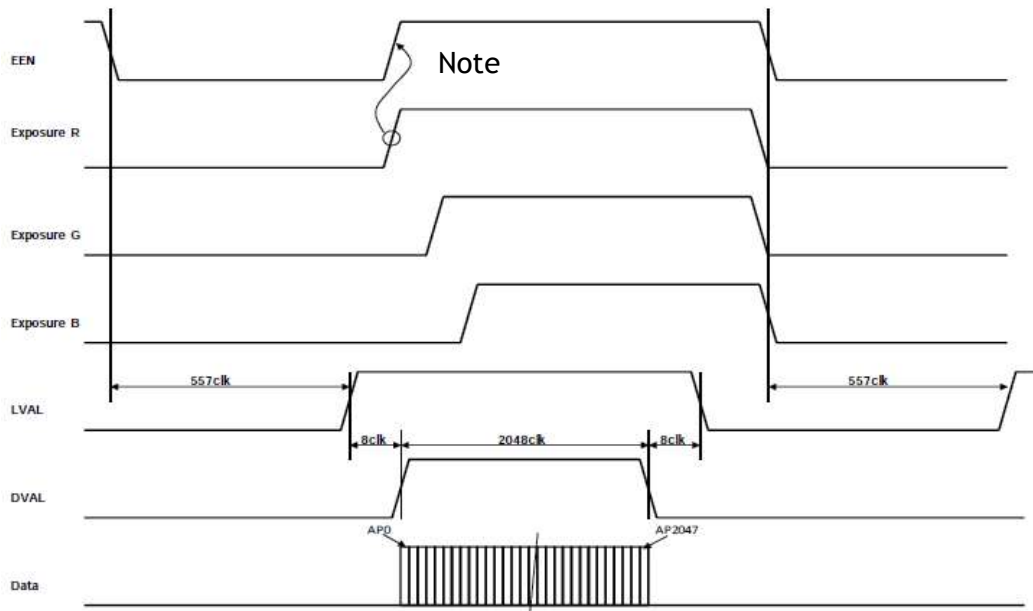 EEN
Note
Exposure R
Exposure G
Exposure B
557clk
557clk
LVAL
8clk
2048clk
8clk
DVAL
AP0
AP2047
Data